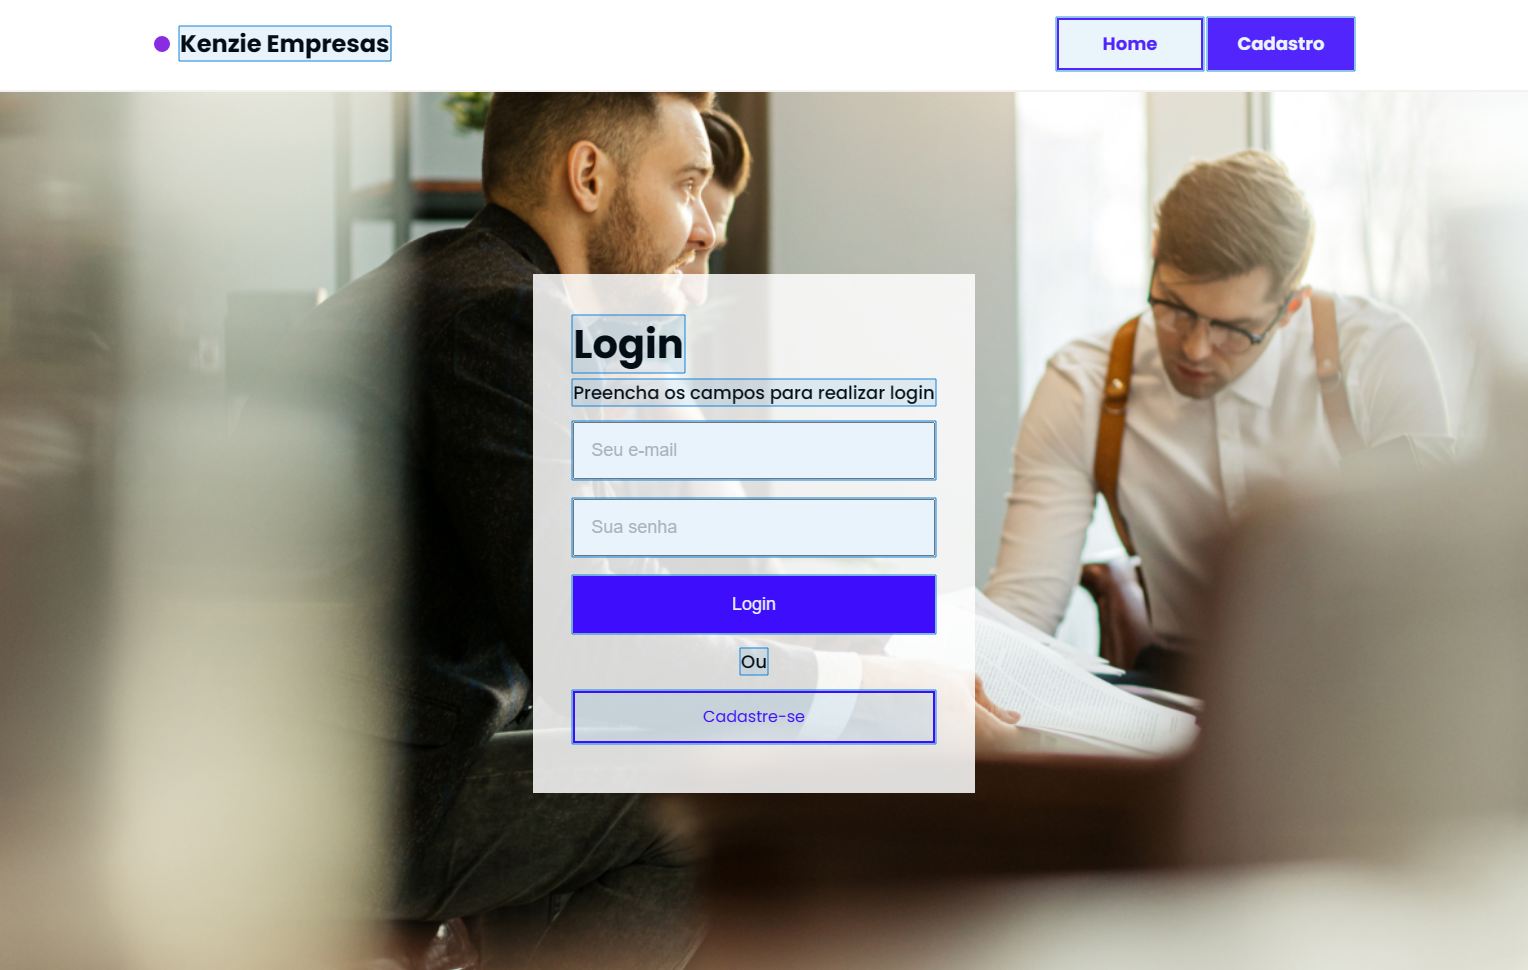 Kenzie Empresas
Home
Cadastro
Login
Preencha os campos para realizar login
Seu e-mail
Sua senha
Login
Ou
Cadastre-se